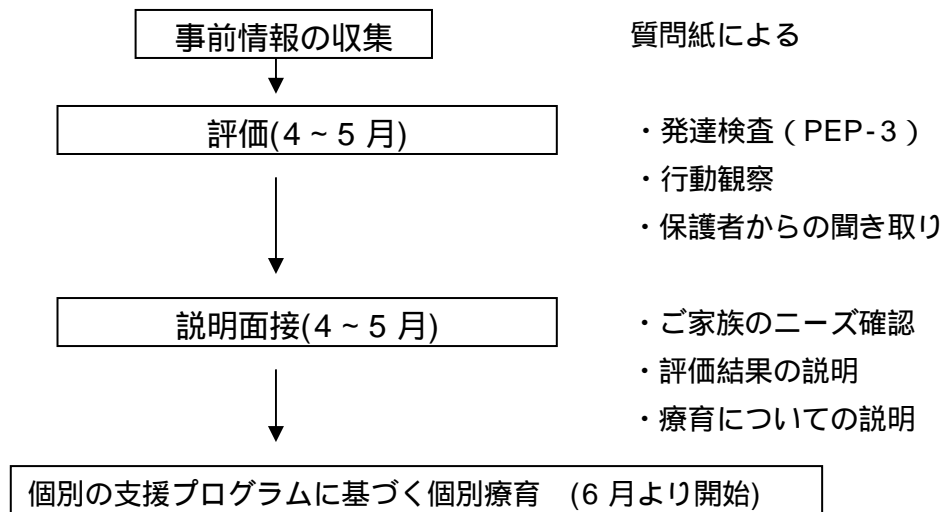 事前情報の収集 質問紙による
評価(4~5月) ・発達検査(PEP-3)
・行動観察
・保護者からの聞き取り
説明面接(4~5月) ・ご家族のニーズ確認
・評価結果の説明
・療育についての説明
個別の支援プログラムに基づく個別療育 (6月より開始)